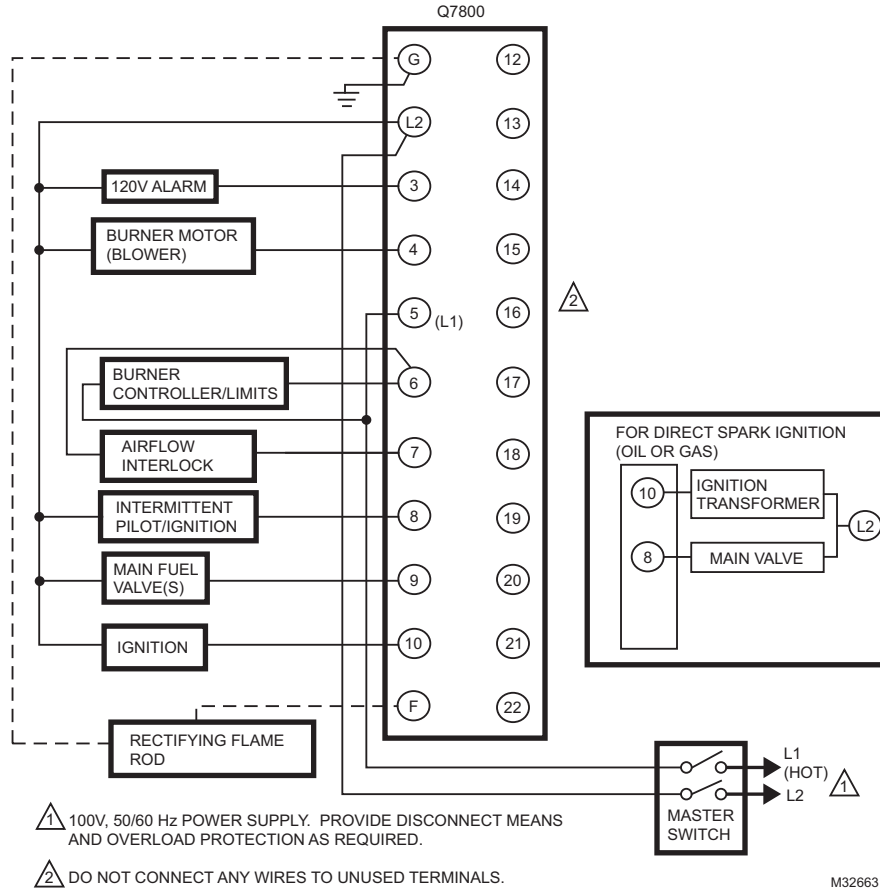 Q7800
G
12
L2
13
120V ALARM
3
14
BURNER MOTOR
(BLOWER)
4
15
5
(L1)
16
2
BURNER
CONTROLLER/LIMITS
6
17
AIRFLOW
INTERLOCK
7
18
INTERMITTENT
PILOT/IGNITION
8
19
MAIN FUEL
VALVE(S)
9
20
IGNITION
10
21
F
22
RECTIFYING FLAME
ROD
FOR DIRECT SPARK IGNITION
(OIL OR GAS)
10
IGNITION
TRANSFORMER
L2
8
MAIN VALVE
L1
(HOT)
1
L2
MASTER
SWITCH
1 100V, 50/60 Hz POWER SUPPLY. PROVIDE DISCONNECT MEANS
AND OVERLOAD PROTECTION AS REQUIRED.
2 DO NOT CONNECT ANY WIRES TO UNUSED TERMINALS.
M32663